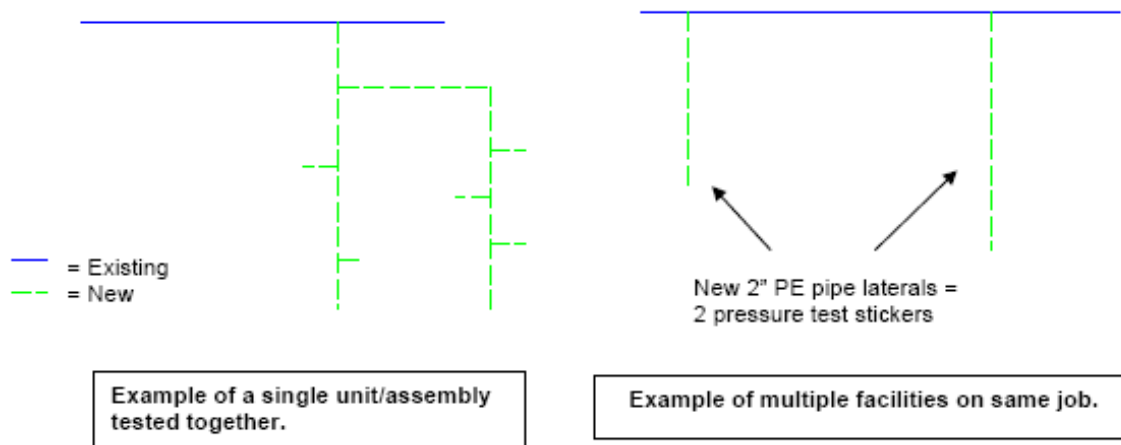 = Existing
= New
New 2" PE pipe laterals =
2 pressure test stickers
Example of a single unit/assembly
tested together.
Example of multiple facilities on same job.